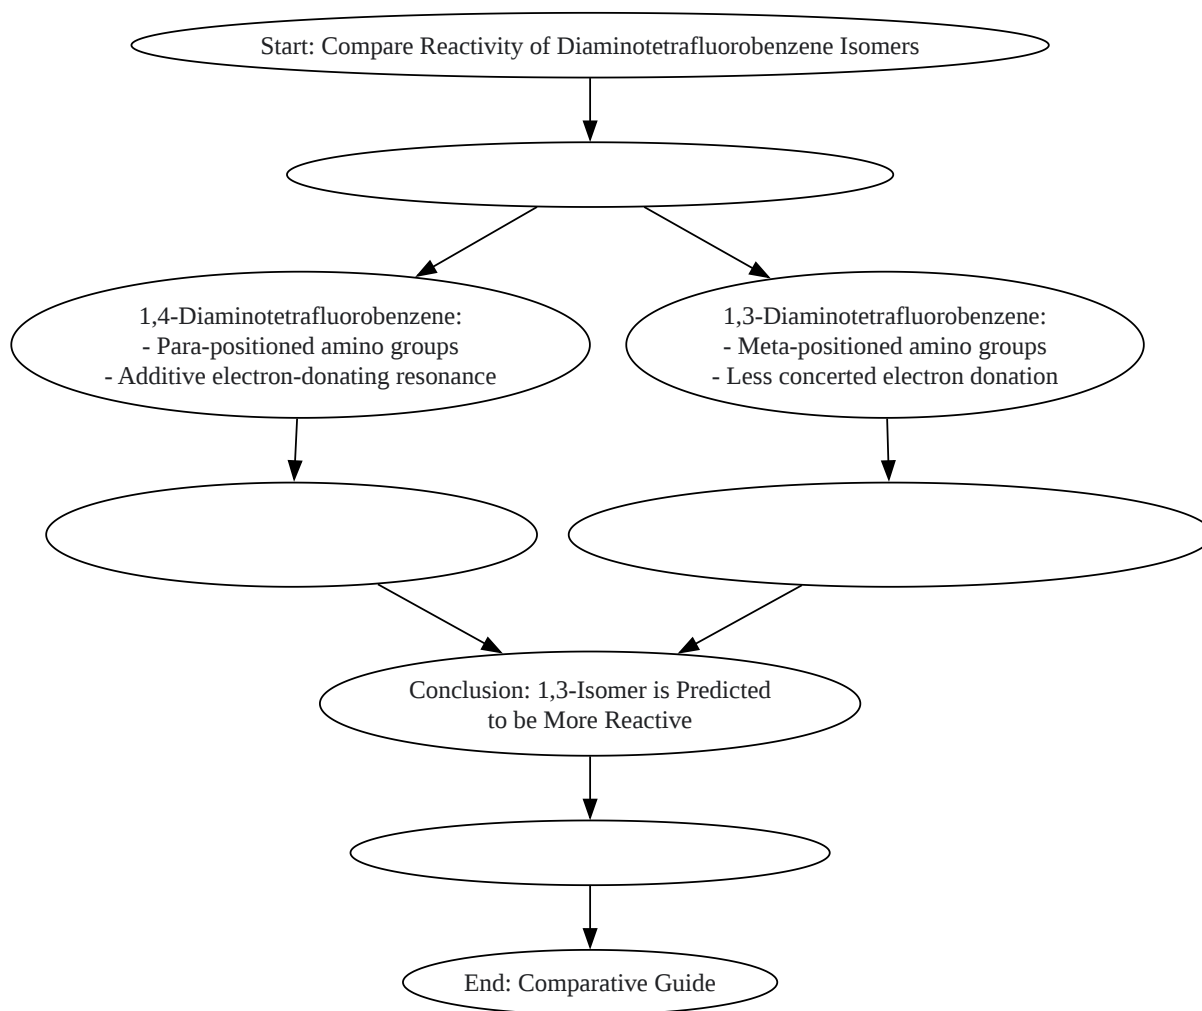 Start: Compare Reactivity of Diaminotetrafluorobenzene Isomers
1,4-Diaminotetrafluorobenzene:
- Para-positioned amino groups
- Additive electron-donating resonance
1,3-Diaminotetrafluorobenzene:
- Meta-positioned amino groups
- Less concerted electron donation
Conclusion: 1,3-Isomer is Predicted
to be More Reactive
End: Comparative Guide